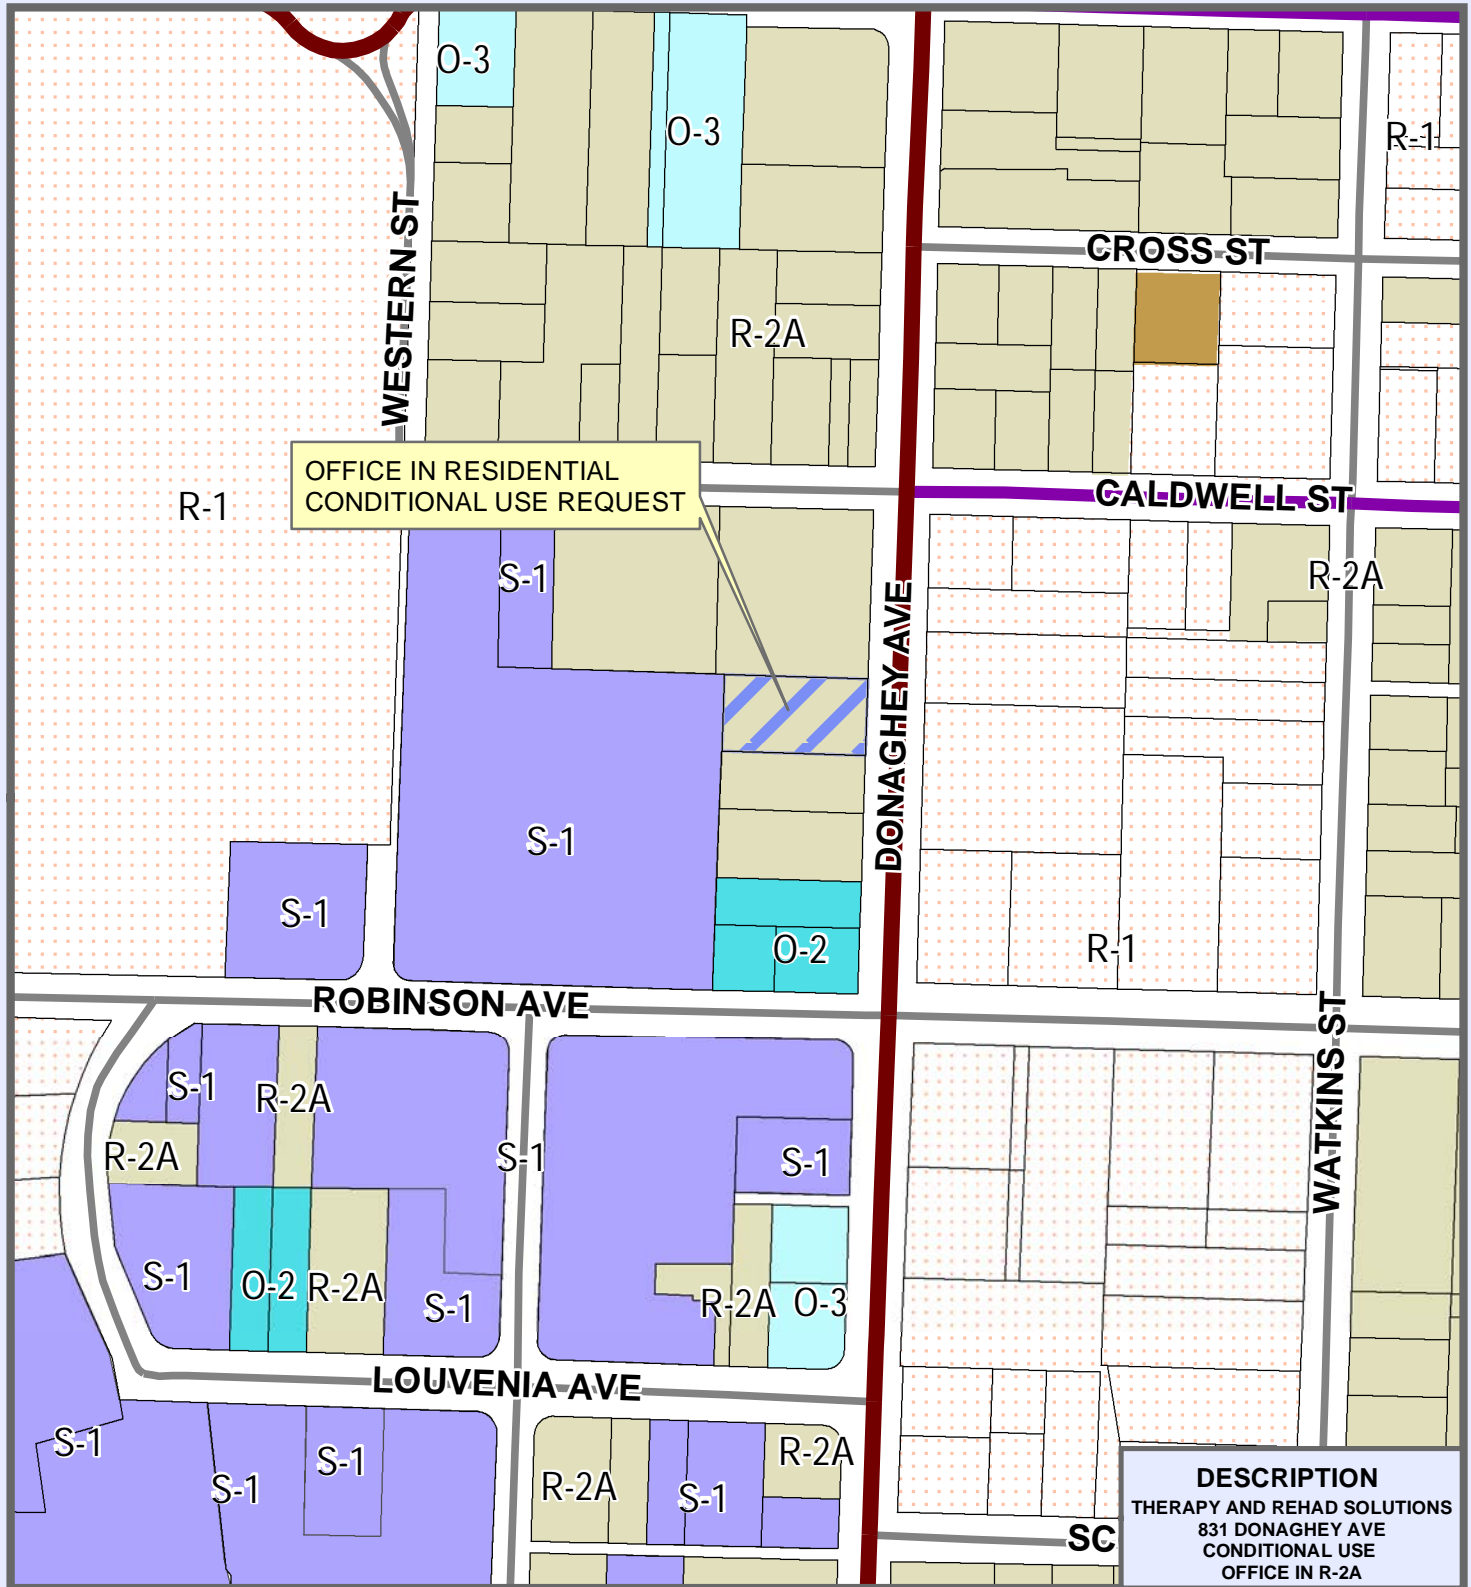 O-3
O-3
R-1
WESTERN ST
CROSS ST
R-2A
OFFICE IN RESIDENTIAL
CONDITIONAL USE REQUEST
R-1
CALDWELL ST
S-1
R-2A
DONAGHEY AVE
S-1
S-1
O-2
R-1
ROBINSON AVE
WATKINS ST
S-1
R-2A
R-2A
S-1
S-1
S-1
O-2
R-2A
S-1
R-2A
O-3
LOUVENIA AVE
S-1
S-1
S-1
R-2A
S-1
R-2A
SC
DESCRIPTION
THERAPY AND REHAD SOLUTIONS
831 DONAGHEY AVE
CONDITIONAL USE
OFFICE IN R-2A